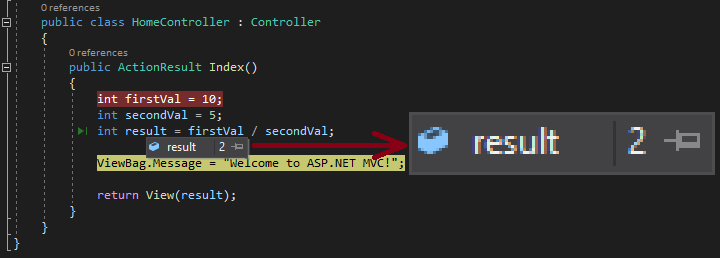 0 references
public class HomeController : Controller
{
0 references
public ActionResult Index()
{
int firstVal = 10;
int secondVal = 5;
int result = firstVal / secondVal;
result 2
ViewBag.Message = "Welcome to ASP.NET MVC!";
return View(result);
}
}
}
result 2